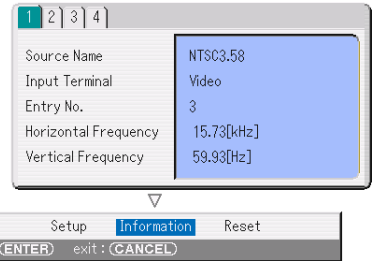 1 2 3 4
Source Name NTSC3.58
Input Terminal Video
Entry No. 3
Horizontal Frequency 15.73[kHz]
Vertical Frequency 59.93[Hz]
Setup Information Reset
(ENTER) exit:(CANCEL)